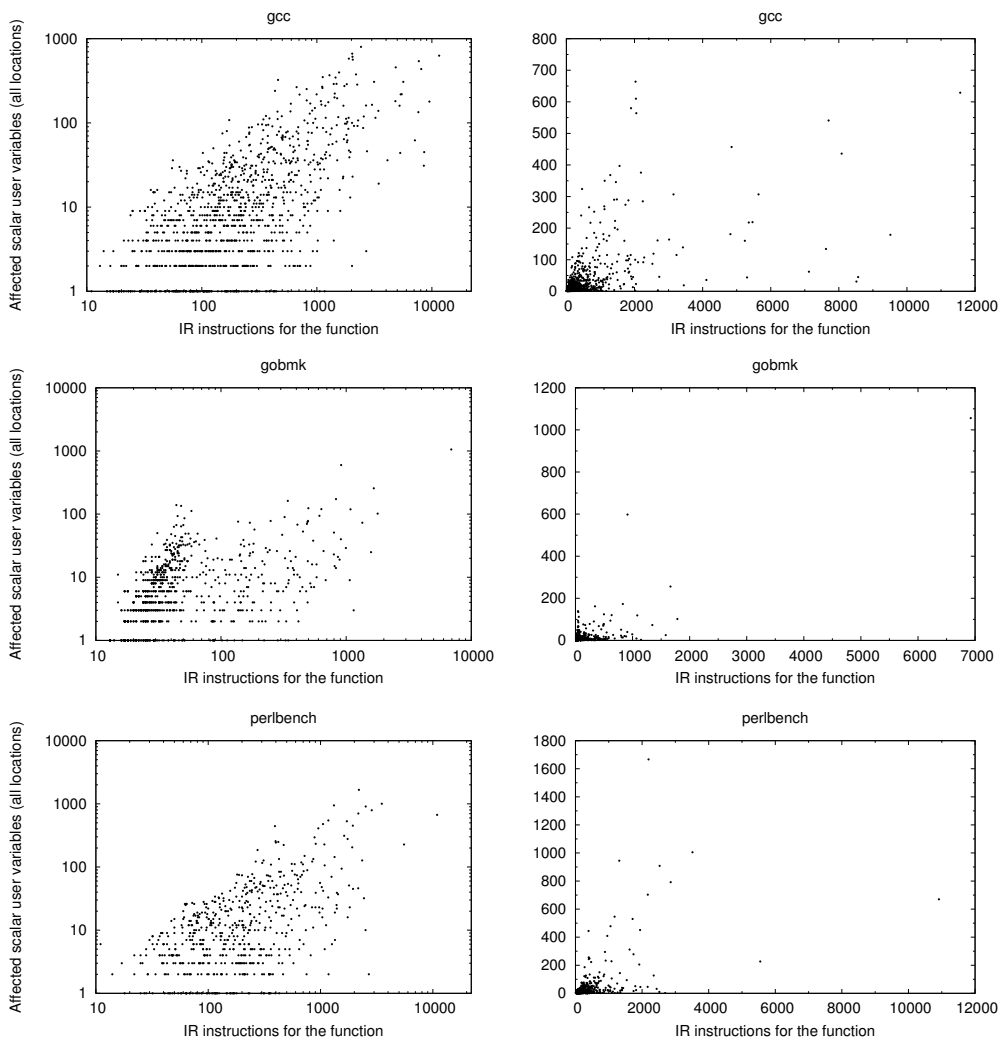 gcc
Affected scalar user variables (all locations)
1000
100
10
1
10 100 1000 10000
IR instructions for the function
gcc
800
700
600
500
400
300
200
100
0
0 2000 4000 6000 8000 10000 12000
IR instructions for the function
gobmk
Affected scalar user variables (all locations)
10000
1000
100
10
1
10 100 1000 10000
IR instructions for the function
gobmk
1200
1000
800
600
400
200
0
0 1000 2000 3000 4000 5000 6000 7000
IR instructions for the function
perlbench
Affected scalar user variables (all locations)
10000
1000
100
10
1
10 100 1000 10000
IR instructions for the function
perlbench
1800
1600
1400
1200
1000
800
600
400
200
0
0 2000 4000 6000 8000 10000 12000
IR instructions for the function